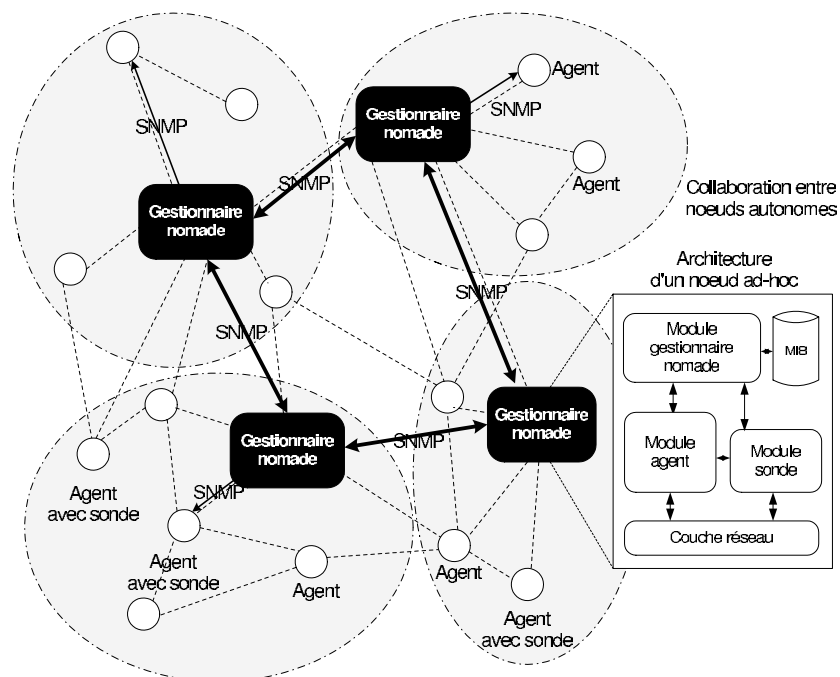 Agent
SNMP
Gestionnaire
nomade
SNMP
SNMP
Agent
Collaboration entre
noeuds autonomes
Gestionnaire
nomade
Architecture
d'un noeud ad-hoc
SNMP
SNMP
Module
gestionnaire
nomade
MIB
Gestionnaire
nomade
SNMP
Gestionnaire
nomade
Module
agent
Module
sonde
Agent
avec sonde
SNMP
Couche réseau
Agent
avec sonde
Agent
Agent
Agent
avec sonde